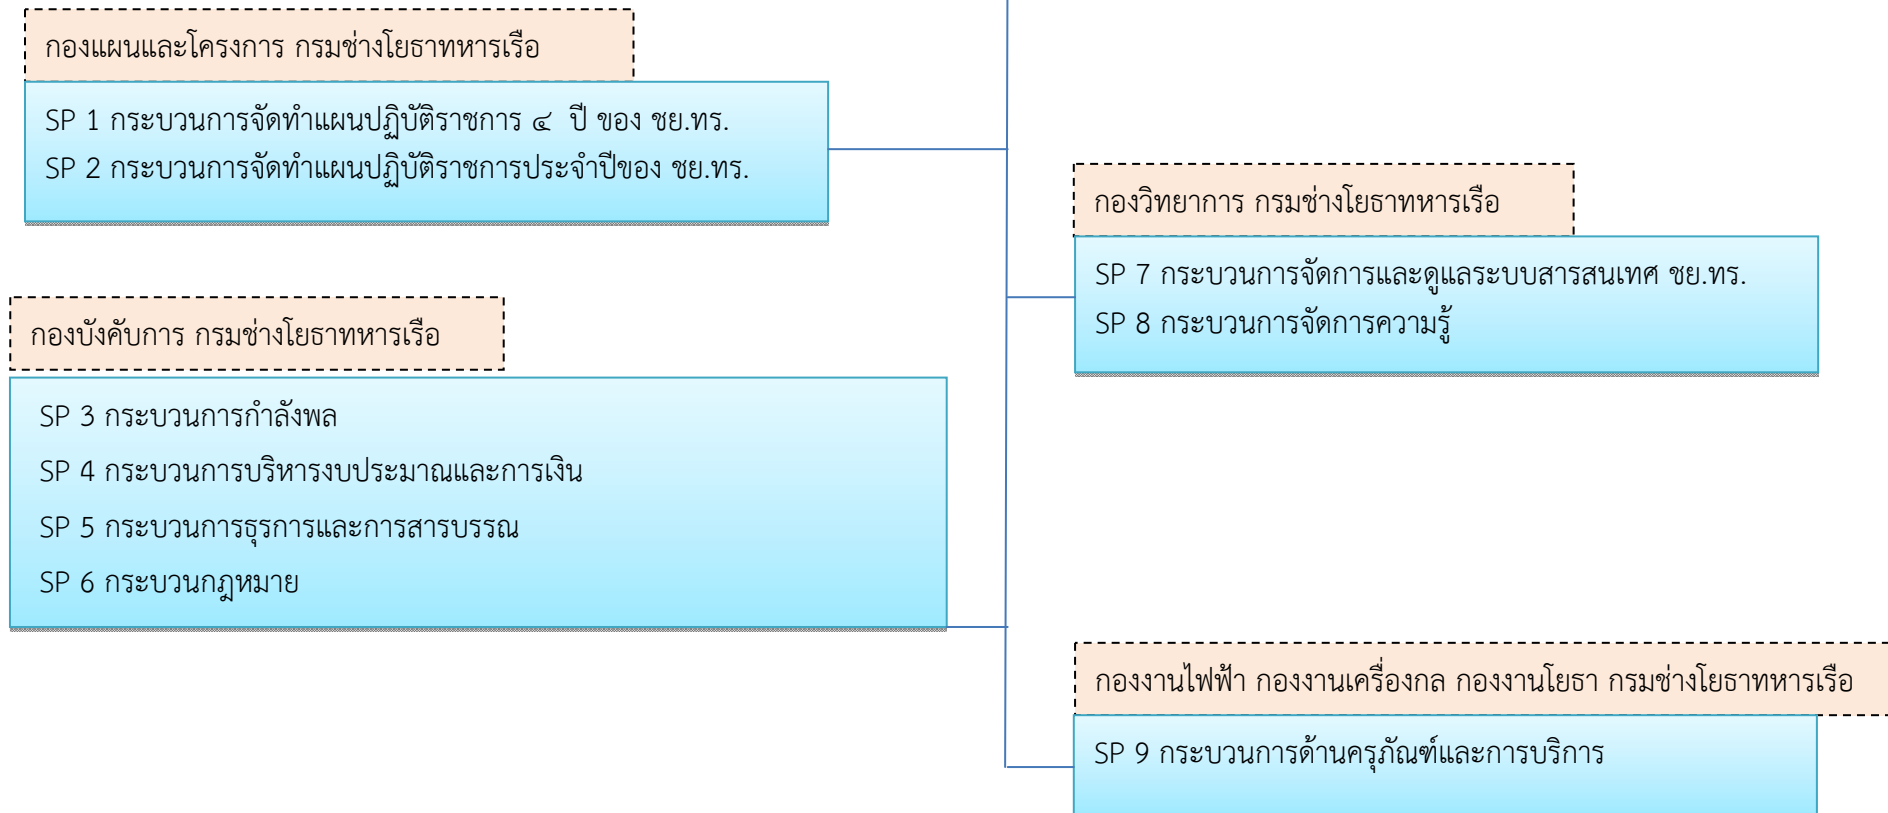 กองแผนและโครงการ กรมช่างโยธาทหารเรือ
SP 1 กระบวนการจัดทำแผนปฏิบัติราชการ ๔ ปี ของ ชย.ทร.
SP 2 กระบวนการจัดทำแผนปฏิบัติราชการประจำปีของ ชย.ทร.
กองวิทยาการ กรมช่างโยธาทหารเรือ
SP 7 กระบวนการจัดการและดูแลระบบสารสนเทศ ชย.ทร.
SP 8 กระบวนการจัดการความรู้
กองบังคับการ กรมช่างโยธาทหารเรือ
SP 3 กระบวนการกำลังพล
SP 4 กระบวนการบริหารงบประมาณและการเงิน
SP 5 กระบวนการธุรการและการสารบรรณ
SP 6 กระบวนกฎหมาย
กองงานไฟฟ้า กองงานเครื่องกล กองงานโยธา กรมช่างโยธาทหารเรือ
SP 9 กระบวนการด้านครุภัณฑ์และการบริการ